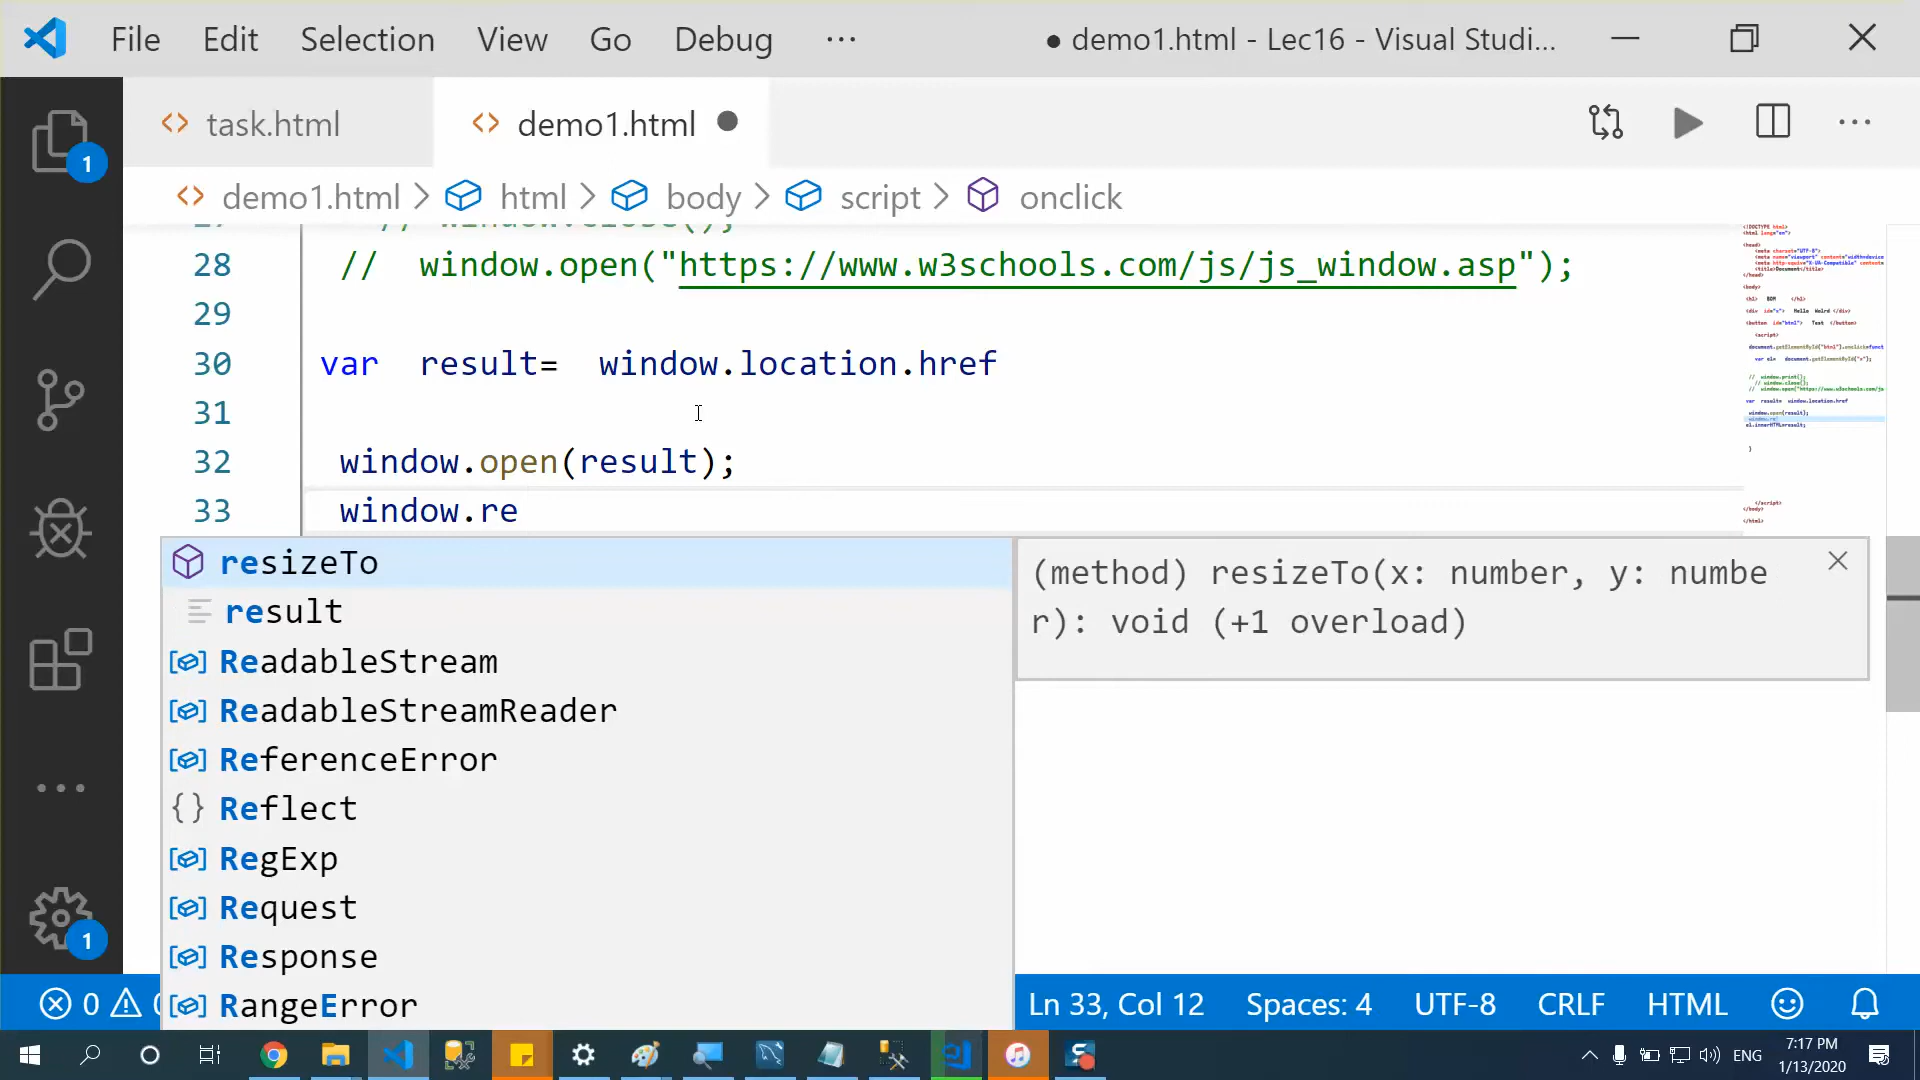 File Edit Selection View Go Debug ··· ● demo1.html - Lec16 - Visual Studi...
task.html demo1.html
demo1.html > html > body > script > onclick
// window.close();
28 // window.open("https://www.w3schools.com/js/js_window.asp");
29
30 var result= window.location.href
31
32 window.open(result);
33 window.re
resizeTo
(method) resizeTo(x: number, y: numbe
r): void (+1 overload)
result
ReadableStream
ReadableStreamReader
ReferenceError
Reflect
RegExp
Request
Response
RangeError
1
1
0 Ln 33, Col 12 Spaces: 4 UTF-8 CRLF HTML
ENG 7:17 PM
1/13/2020